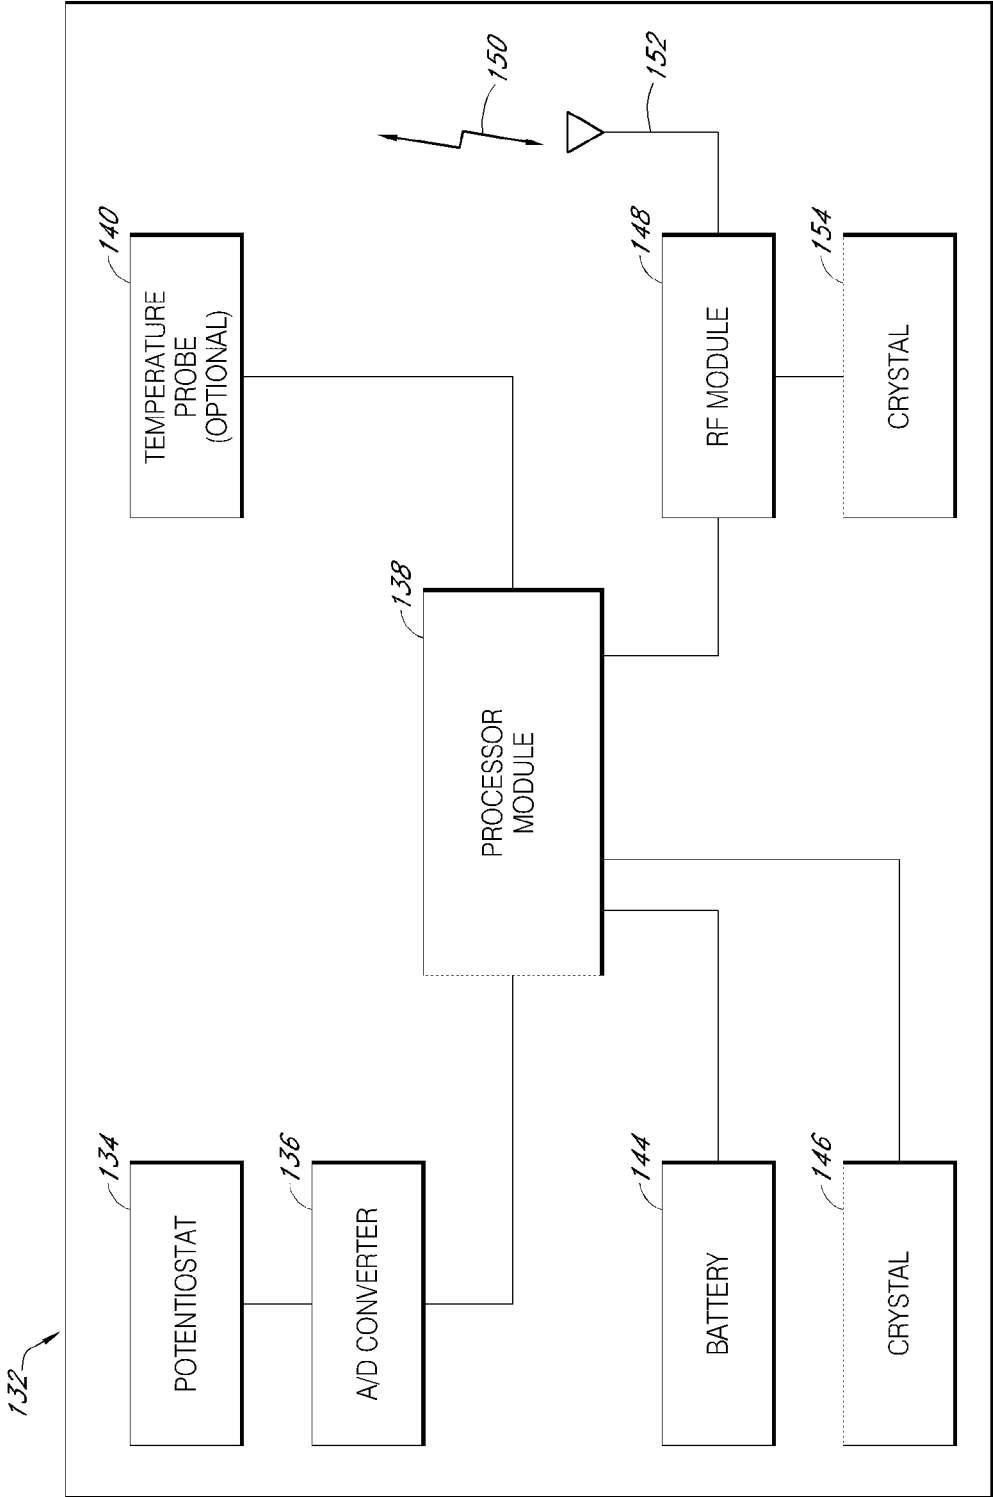 132
134
POTENTIOSTAT
136
A/D CONVERTER
138
PROCESSOR
MODULE
140
TEMPERATURE
PROBE
(OPTIONAL)
150
152
144
BATTERY
146
CRYSTAL
148
RF MODULE
154
CRYSTAL